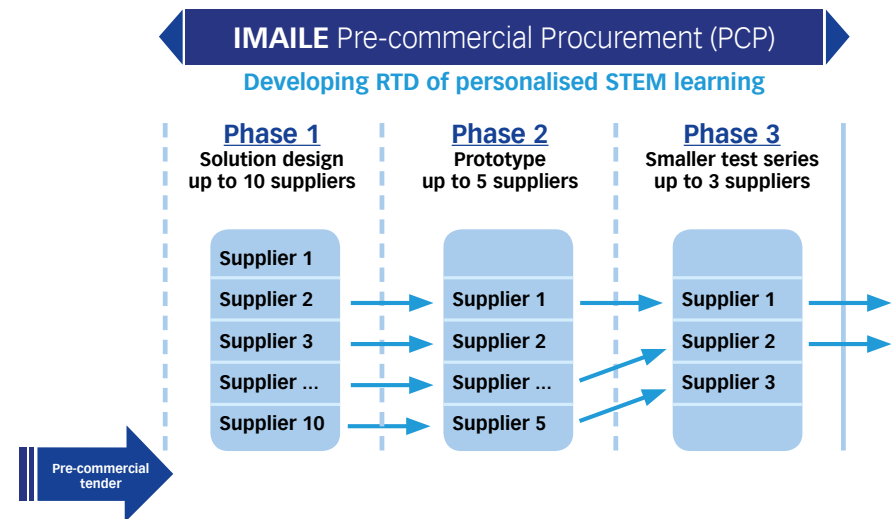 IMAILE Pre-commercial Procurement (PCP)
Developing RTD of personalised STEM learning
Phase 1
Solution design
up to 10 suppliers
Phase 2
Prototype
up to 5 suppliers
Phase 3
Smaller test series
up to 3 suppliers
Supplier 1
Supplier 2
Supplier 3
Supplier ...
Supplier 10
Supplier 1
Supplier 2
Supplier ...
Supplier 5
Supplier 1
Supplier 2
Supplier 3
Pre-commercial
tender